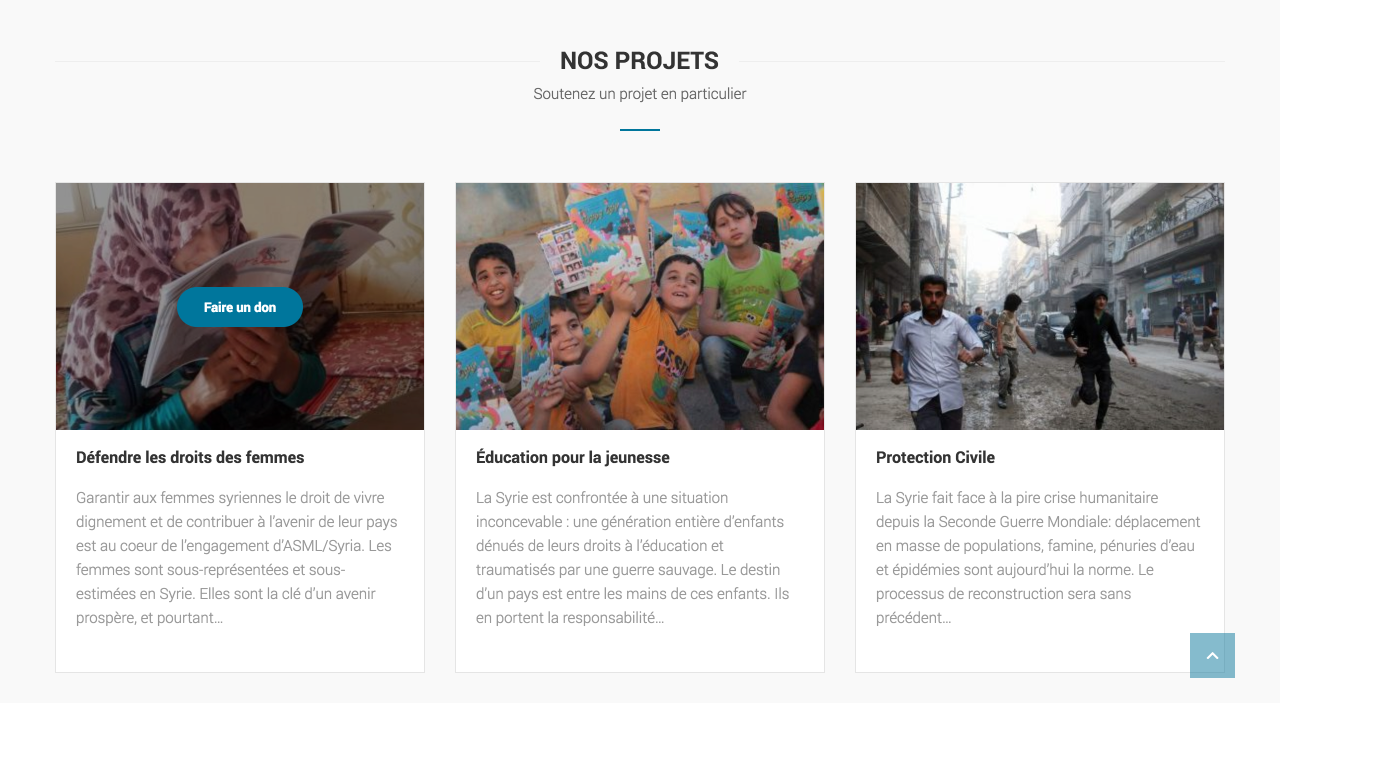 NOS PROJETS
Soutenez un projet en particulier
Faire un don
Défendre les droits des femmes
Garantir aux femmes syriennes le droit de vivre
dignement et de contribuer à l'avenir de leur pays
est au coeur de l'engagement d'ASML/Syria. Les
femmes sont sous-représentées et sous-
estimées en Syrie. Elles sont la clé d'un avenir
prospère, et pourtant...
Éducation pour la jeunesse
La Syrie est confrontée à une situation
inconcevable : une génération entière d'enfants
dénués de leurs droits à l'éducation et
traumatisés par une guerre sauvage. Le destin
d'un pays est entre les mains de ces enfants. Ils
en portent la responsabilité...
Protection Civile
La Syrie fait face à la pire crise humanitaire
depuis la Seconde Guerre Mondiale: déplacement
en masse de populations, famine, pénuries d'eau
et épidémies sont aujourd'hui la norme. Le
processus de reconstruction sera sans
précédent...